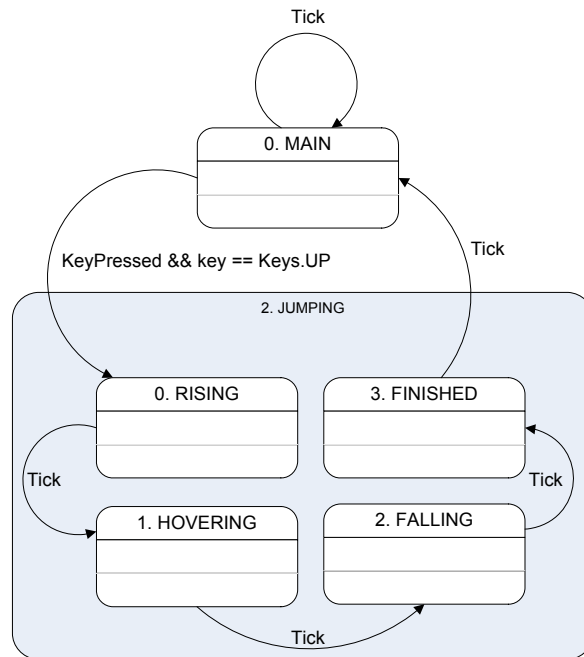 Tick
0. MAIN
KeyPressed && key == Keys.UP
Tick
2. JUMPING
0. RISING
3. FINISHED
Tick
Tick
1. HOVERING
2. FALLING
Tick